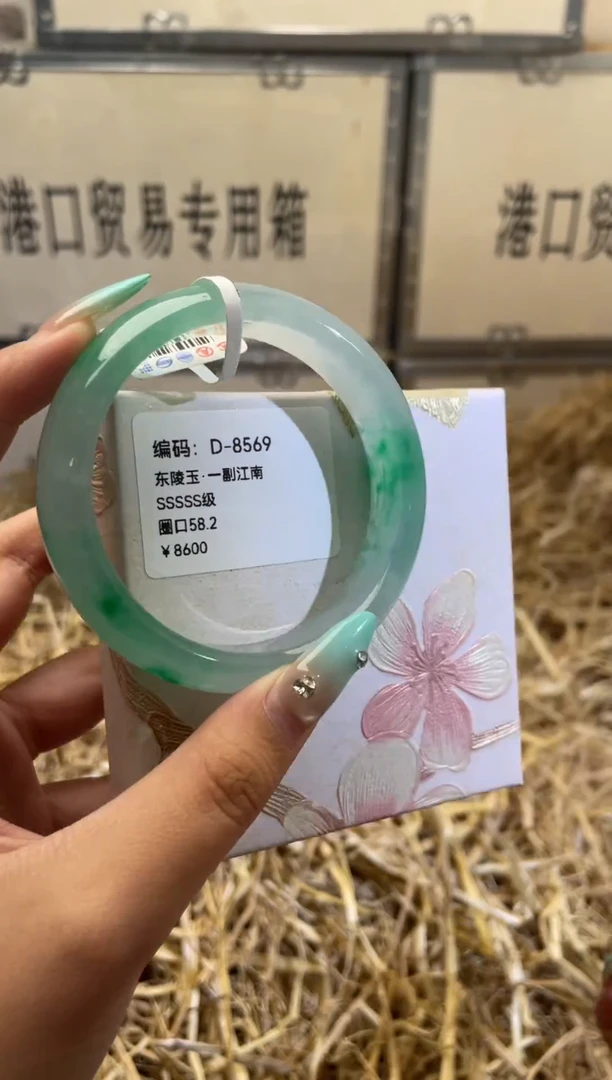 港口贸易专用箱
港口贸
编码：D-8569
东陵玉·一副江南
SSSSS级
圈口58.2
￥8600